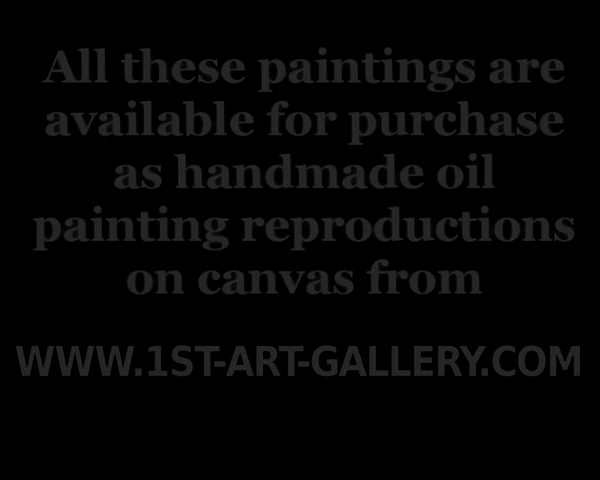 All these paintings are
available for purchase
as handmade oil
painting reproductions
on canvas from
WWW.1ST-ART-GALLERY.COM